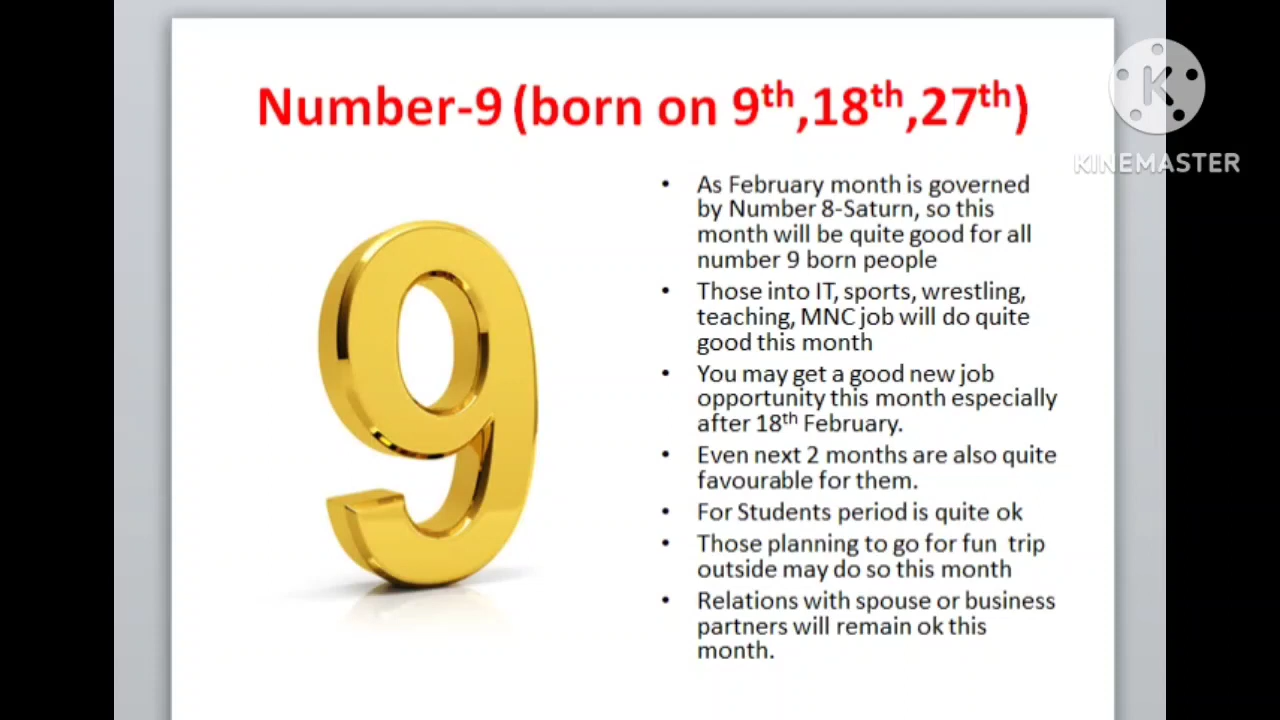 Number-9 (born on 9th,18th,27th)
KINEMASTER
• As February month is governed
by Number 8-Saturn, so this
month will be quite good for all
number 9 born people
• Those into IT, sports, wrestling,
teaching, MNC job will do quite
good this month
• You may get a good new job
opportunity this month especially
after 18th February.
• Even next 2 months are also quite
favourable for them.
• For Students period is quite ok
• Those planning to go for fun  trip
outside may do so this month
• Relations with spouse or business
partners will remain ok this
month.
9